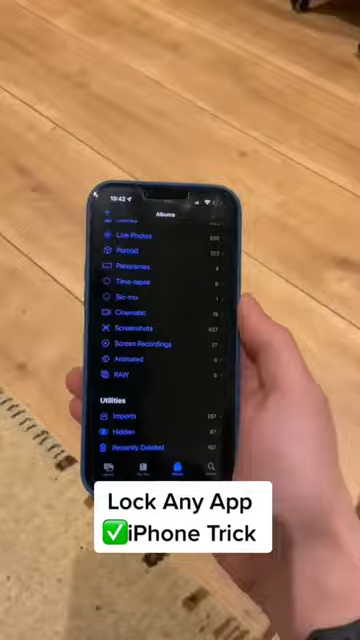 15:42
Albums
Live Photos
Portrait
Panoramas
Time-lapse
Slo-mo
Cinematic
Screenshots
Screen Recordings
Animated
RAW
Utilities
Imports
Hidden
Recently Deleted
Lock Any App
✅iPhone Trick